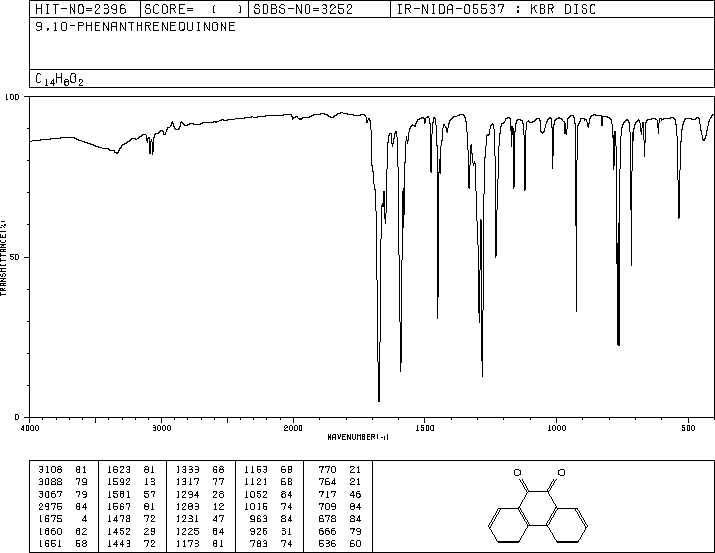 HIT-NO=2396 SCORE= ( ) SDBS-NO=3252 IR-NIDA-05537 : KBR DISC
9,10-PHENANTHRENEQUINONE
C14H8O2
100
50
0
TRANSMITTANCE(%)
4000 3000 2000 1500 1000 500
WAVENUMBER(-1)
3108 81 1623 81 1333 68 1163 68 770 21
3088 79 1592 13 1317 77 1121 68 764 21
3067 79 1581 57 1294 28 1052 84 717 46
2976 84 1567 81 1283 12 1016 74 709 84
1675 4 1478 72 1231 47 963 84 678 84
1660 62 1452 29 1225 84 926 31 666 79
1651 58 1443 72 1173 81 783 74 536 60
O O